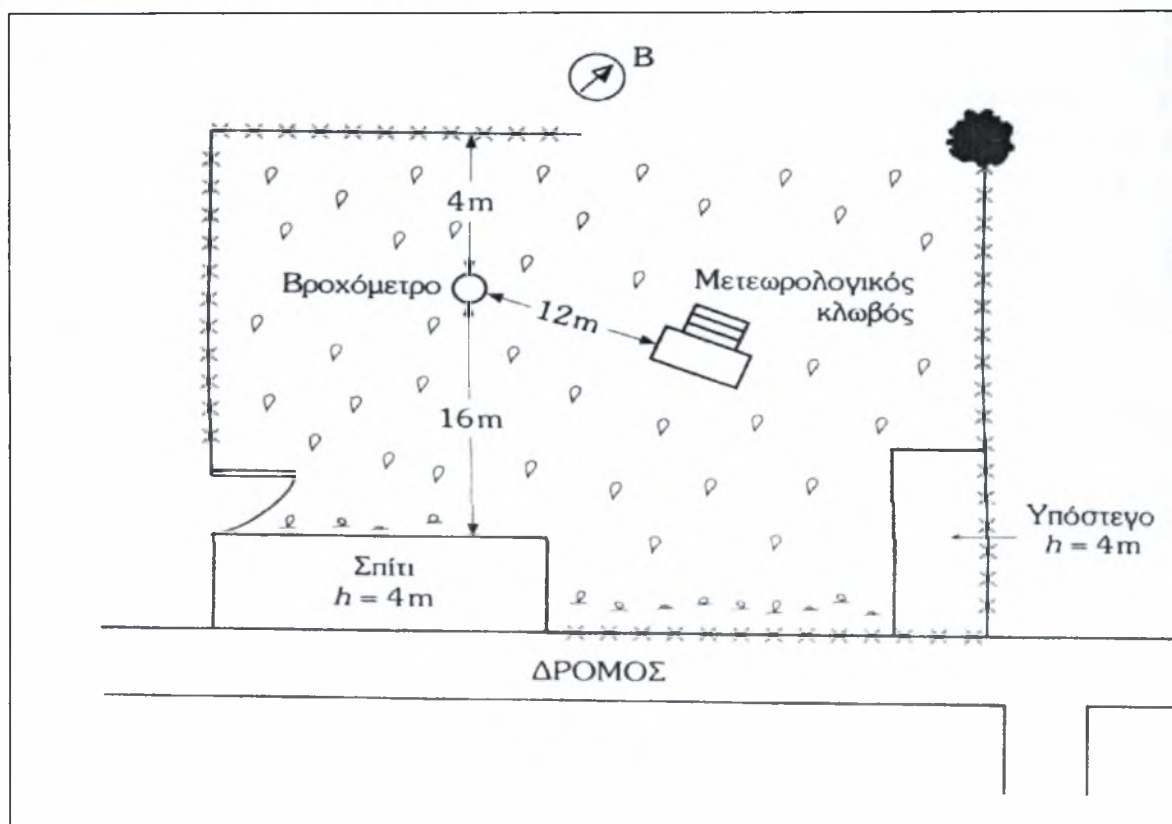 Β
4m
Βροχόμετρο
12m
Μετεωρολογικός
κλωβός
16m
Σπίτι
h = 4m
Υπόστεγο
h = 4m
ΔΡΟΜΟΣ